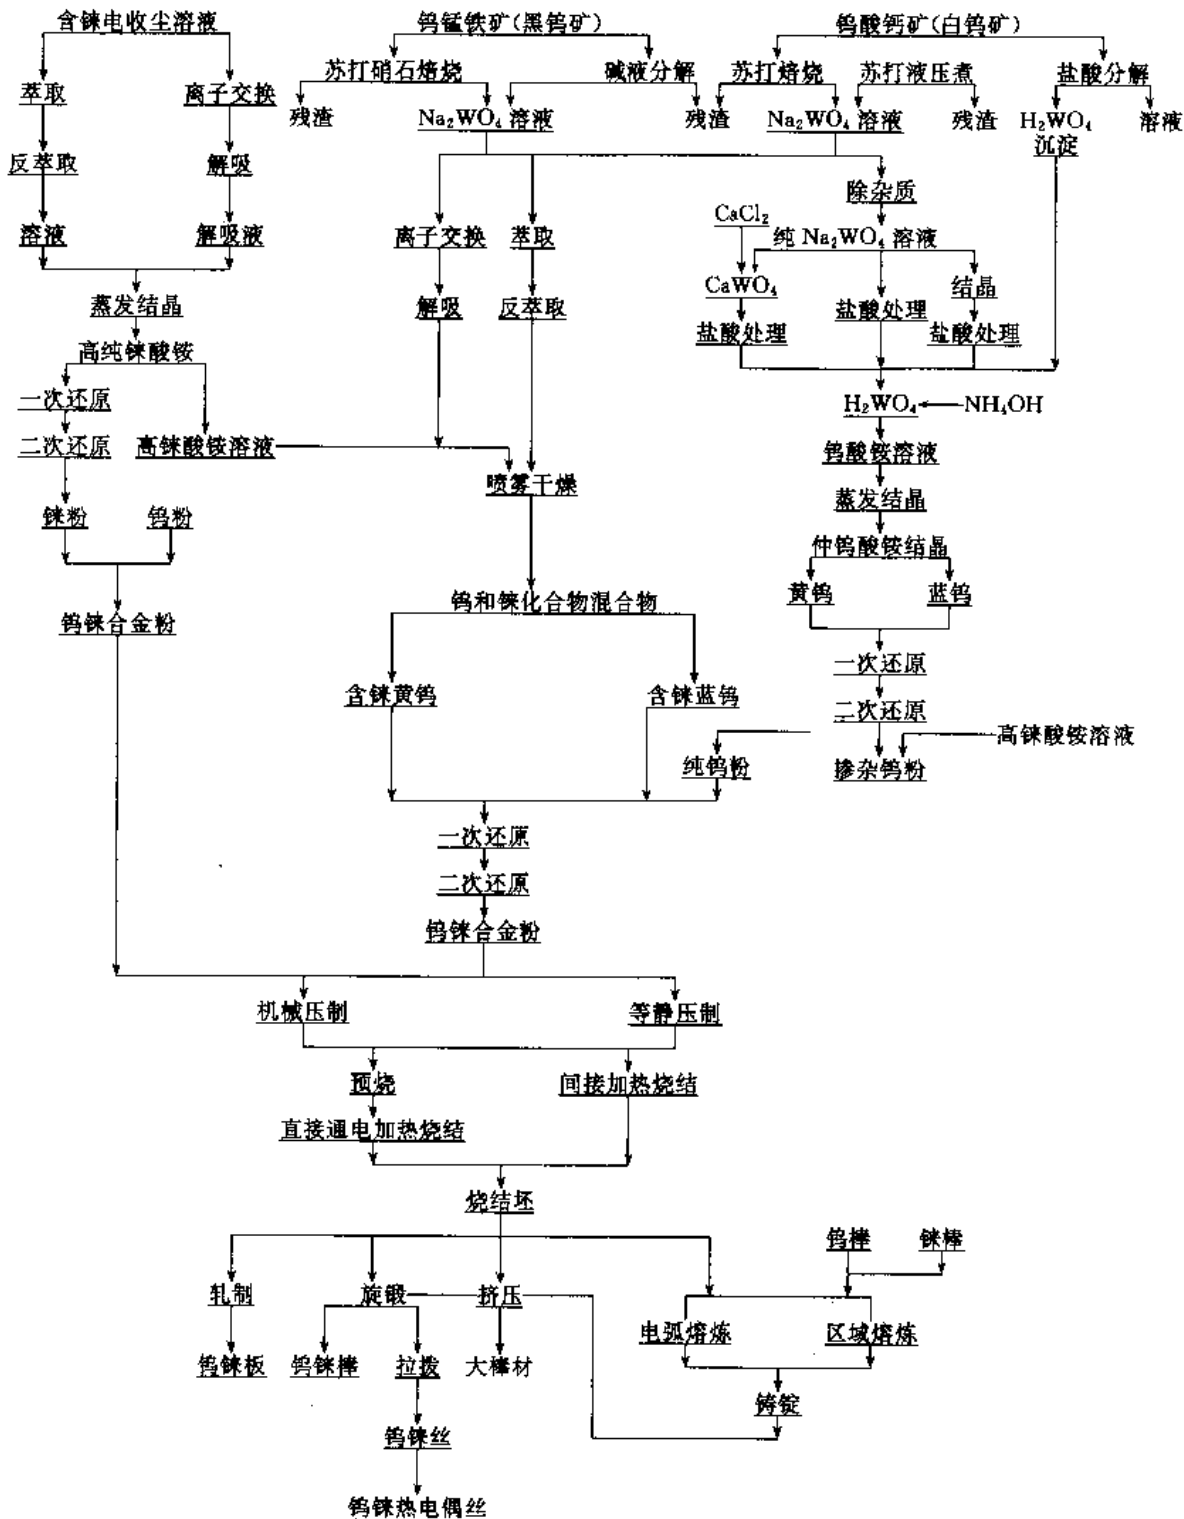 含铼电收尘溶液
钨锰铁矿(黑钨矿)
钨酸钙矿(白钨矿)
苏打硝石焙烧
碱液分解
苏打焙烧
苏打液压煮
盐酸分解
萃取
离子交换
残渣
Na₂WO₄ 溶液
残渣
Na₂WO₄ 溶液
残渣
H₂WO₄
沉淀
溶液
反萃取
解吸
除杂质
溶液
解吸液
离子交换
萃取
CaCl₂
纯 Na₂WO₄ 溶液
CaWO₄
结晶
蒸发结晶
解吸
反萃取
盐酸处理
盐酸处理
盐酸处理
高纯铼酸铵
一次还原
H₂WO₄
NH₄OH
二次还原
高铼酸铵溶液
钨酸铵溶液
喷雾干燥
蒸发结晶
铼粉
钨粉
仲钨酸铵结晶
黄钨
蓝钨
钨和铼化合物混合物
钨铼合金粉
一次还原
含铼黄钨
含铼蓝钨
二次还原
高铼酸铵溶液
纯钨粉
掺杂钨粉
一次还原
二次还原
钨铼合金粉
机械压制
等静压制
预烧
间接加热烧结
直接通电加热烧结
烧结坯
钨棒
铼棒
轧制
旋锻
挤压
电弧熔炼
区域熔炼
钨铼板
钨铼棒
拉拨
大棒材
铸锭
钨铼丝
钨铼热电偶丝